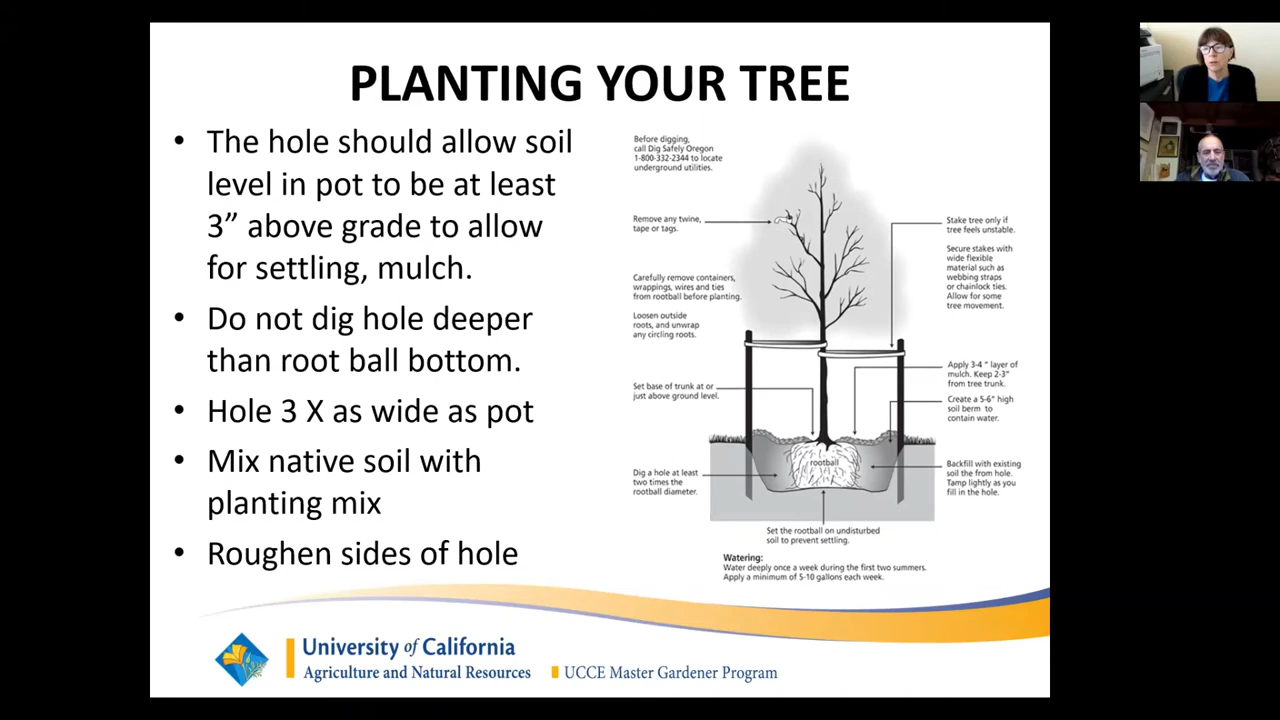 PLANTING YOUR TREE
• The hole should allow soil
level in pot to be at least
3” above grade to allow
for settling, mulch.
• Do not dig hole deeper
than root ball bottom.
• Hole 3 X as wide as pot
• Mix native soil with
planting mix
• Roughen sides of hole
Before digging,
call Dig Safely Oregon
1-800-332-2344 to locate
underground utilities.
Remove any twine,
tape or tags.
Carefully remove containers,
wrappings, wires and ties
from rootball before planting.
Loosen outside
roots, and unwrap
any circling roots.
Set base of trunk at or
just above ground level.
Dig a hole at least
two times the
rootball diameter.
rootball
Stake tree only if
tree feels unstable.
Secure stakes with
wide flexible
material such as
webbing straps
or chainlock ties.
Allow for some
tree movement.
Apply 3-4 " layer of
mulch. Keep 2-3"
from tree trunk.
Create a 5-6" high
soil berm to
contain water.
Backfill with existing
soil the from hole.
Tamp lightly as you
fill in the hole.
Set the rootball on undisturbed
soil to prevent settling.
Watering:
Water deeply once a week during the first two summers.
Apply a minimum of 5-10 gallons each week.
University of California
Agriculture and Natural Resources
UCCE Master Gardener Program